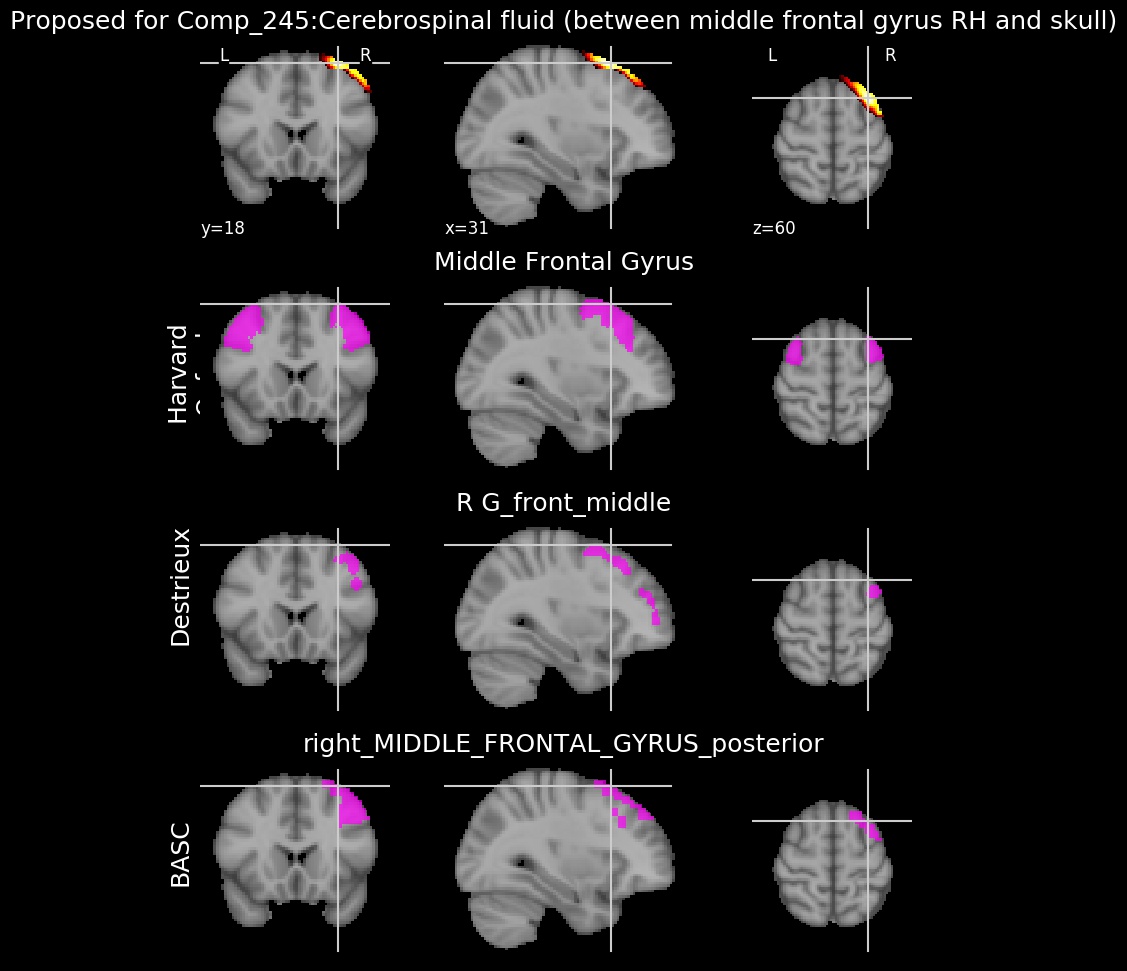 Proposed for Comp_245:Cerebrospinal fluid (between middle frontal gyrus RH and skull)
L R L R
y=18 x=31 z=60
Middle Frontal Gyrus
Harvard
R G_front_middle
Destrieux
right_MIDDLE_FRONTAL_GYRUS_posterior
BASC